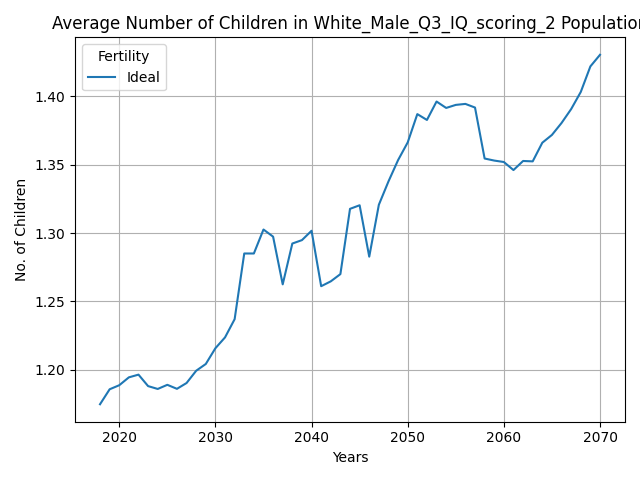 Average Number of Children in White_Male_Q3_IQ_scoring_2 Population
Fertility
Ideal
No. of Children
1.40
1.35
1.30
1.25
1.20
2020 2030 2040 2050 2060 2070
Years